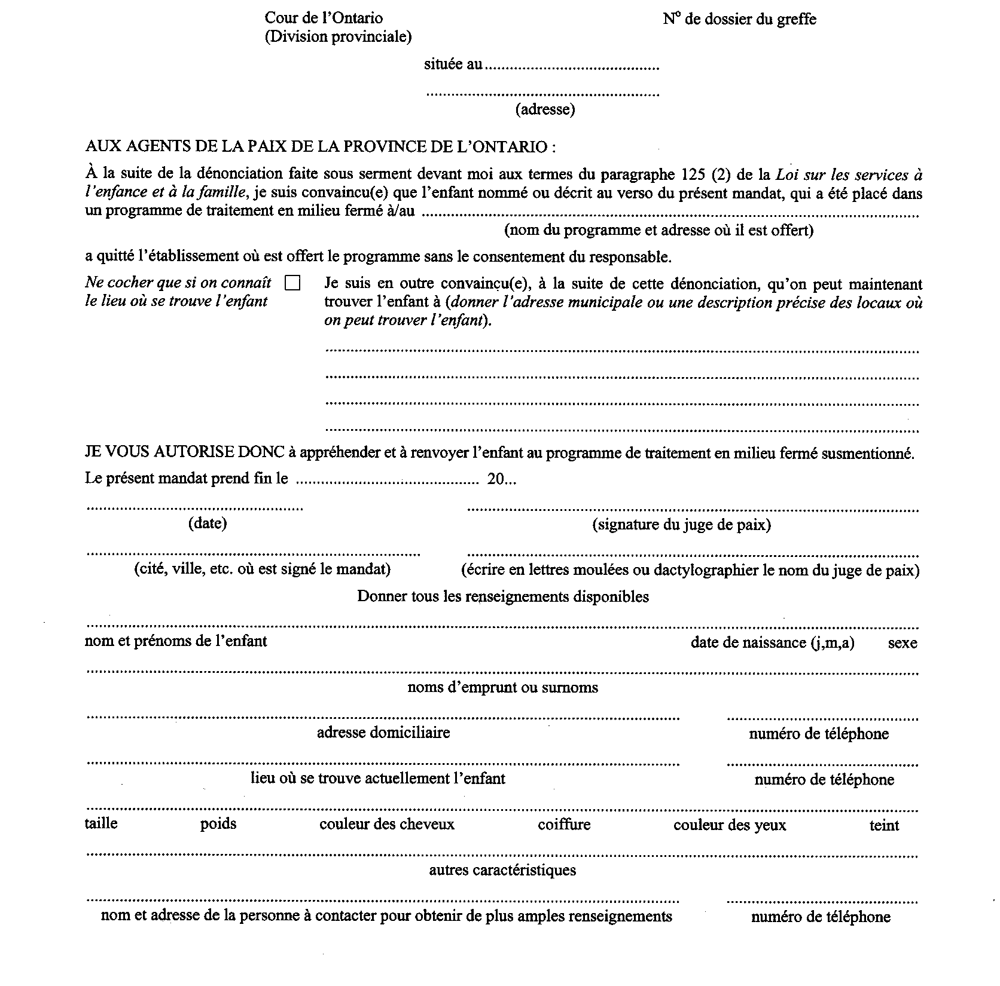 Cour de l’Ontario N° de dossier du greffe
(Division provinciale)
située au..........................................
........................................................
(adresse)
AUX AGENTS DE LA PAIX DE LA PROVINCE DE L’ONTARIO :
À la suite de la dénonciation faite sous serment devant moi aux termes du paragraphe 125 (2) de la Loi sur les services à
l’enfance et à la famille, je suis convaincu(e) que l’enfant nommé ou décrit au verso du présent mandat, qui a été placé dans
un programme de traitement en milieu fermé à/au ........................................................................
(nom du programme et adresse où il est offert)
a quitté l’établissement où est offert le programme sans le consentement du responsable.
Ne cocher que si on connaît ☐ Je suis en outre convaincu(e), à la suite de cette dénonciation, qu’on peut maintenant
le lieu où se trouve l’enfant trouver l’enfant à (donner l’adresse municipale ou une description précise des locaux où
on peut trouver l’enfant).
........................................................................
........................................................................
........................................................................
........................................................................
JE VOUS AUTORISE DONC à appréhender et à renvoyer l’enfant au programme de traitement en milieu fermé susmentionné.
Le présent mandat prend fin le ............................................ 20...
.................................................... ........................................................................
(date) (signature du juge de paix)
........................................................................ ........................................................................
(cité, ville, etc. où est signé le mandat) (écrire en lettres moulées ou dactylographier le nom du juge de paix)
Donner tous les renseignements disponibles
........................................................................
nom et prénoms de l’enfant date de naissance (j,m,a) sexe
........................................................................
noms d’emprunt ou surnoms
........................................................................ ..............................................
adresse domiciliaire numéro de téléphone
........................................................................ ..............................................
lieu où se trouve actuellement l’enfant numéro de téléphone
........................................................................
taille poids couleur des cheveux coiffure couleur des yeux teint
........................................................................
autres caractéristiques
........................................................................ ..............................................
nom et adresse de la personne à contacter pour obtenir de plus amples renseignements numéro de téléphone